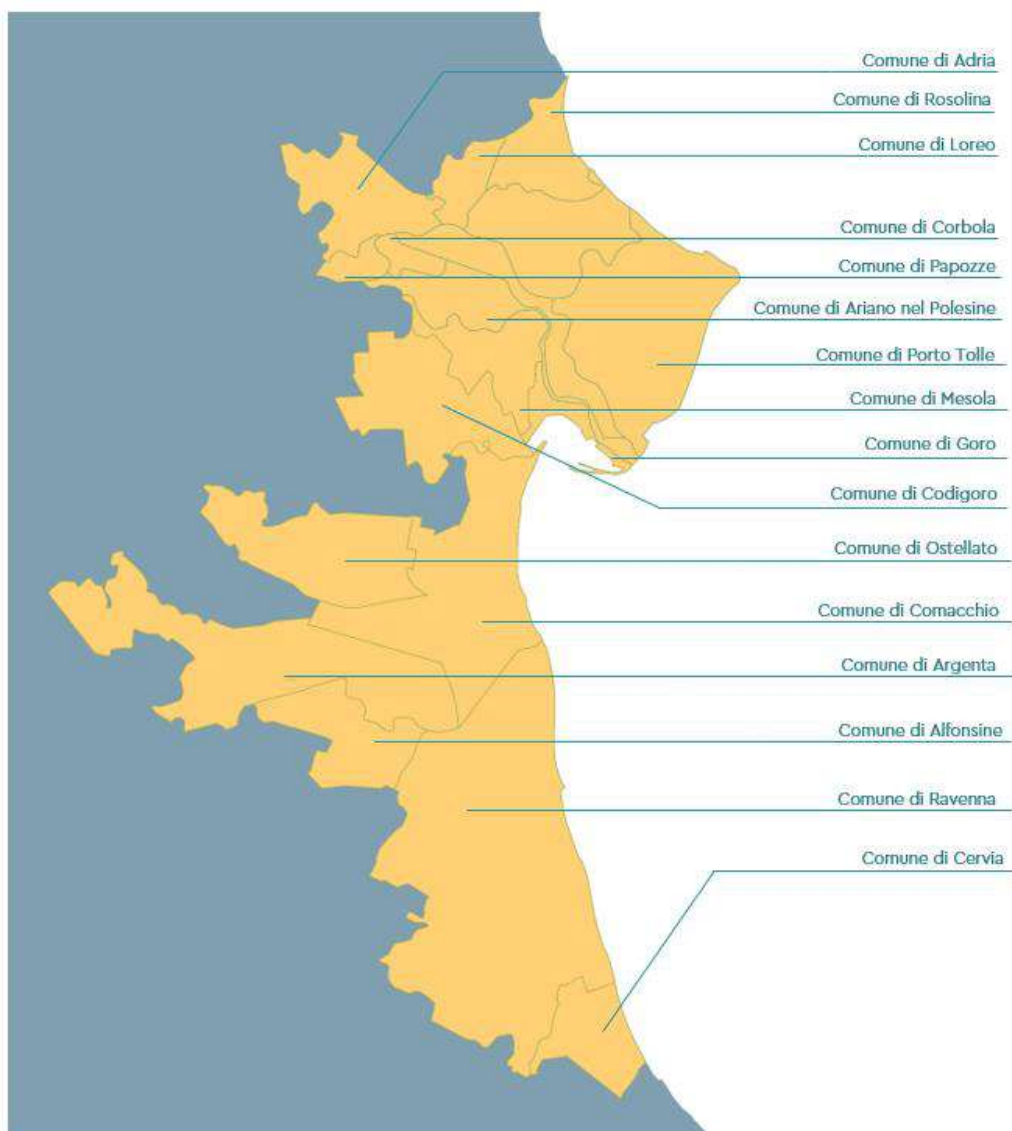 Comune di Adria
Comune di Rosolina
Comune di Loreo
Comune di Corbola
Comune di Papozze
Comune di Ariano nel Polesine
Comune di Porto Tolle
Comune di Mesola
Comune di Goro
Comune di Codigoro
Comune di Ostellato
Comune di Comacchio
Comune di Argenta
Comune di Alfonsine
Comune di Ravenna
Comune di Cervia